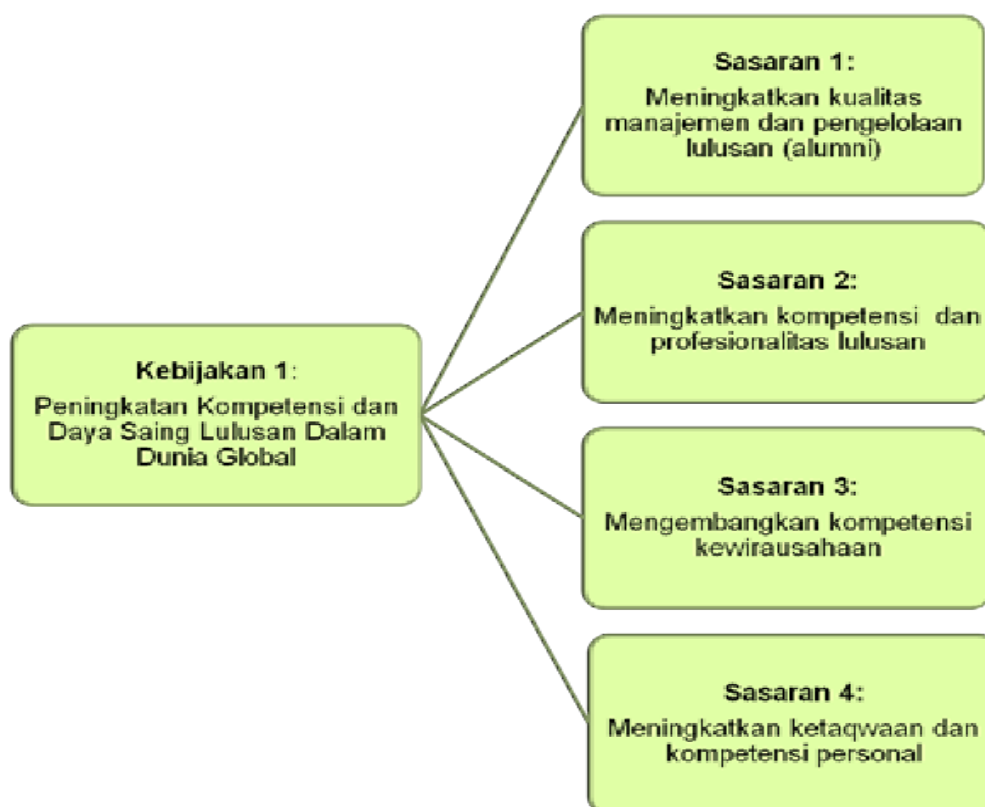 Sasaran 1:
Meningkatkan kualitas
manajemen dan pengelolaan
lulusan (alumni)
Sasaran 2:
Meningkatkan kompetensi dan
profesionalitas lulusan
Kebijakan 1:
Peningkatan Kompetensi dan
Daya Saing Lulusan Dalam
Dunia Global
Sasaran 3:
Mengembangkan kompetensi
kewirausahaan
Sasaran 4:
Meningkatkan ketaqwaan dan
kompetensi personal